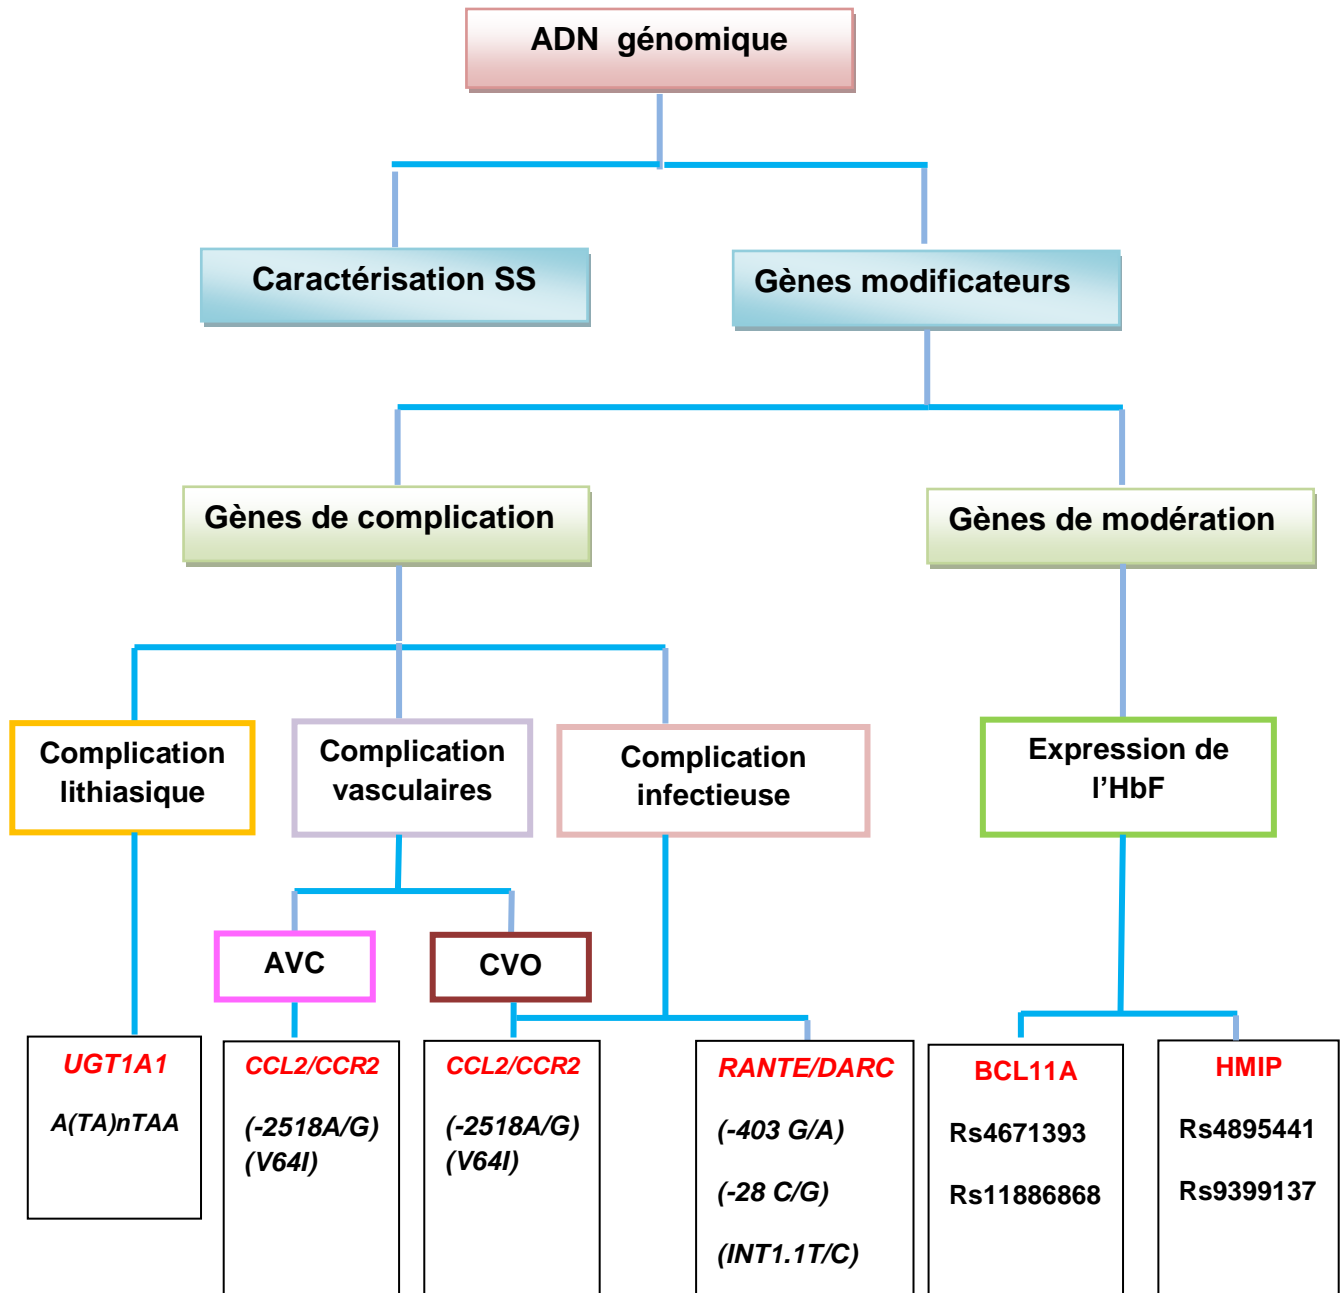 ADN  génomique
Caractérisation SS
Gènes modificateurs
Gènes de complication
Gènes de modération
Complication
lithiasique
Complication
vasculaires
Complication
infectieuse
Expression de
l’HbF
AVC
CVO
UGT1A1
A(TA)nTAA
CCL2/CCR2
(-2518A/G)
(V64I)
CCL2/CCR2
(-2518A/G)
(V64I)
RANTE/DARC
(-403 G/A)
(-28 C/G)
(INT1.1T/C)
BCL11A
Rs4671393
Rs11886868
HMIP
Rs4895441
Rs9399137